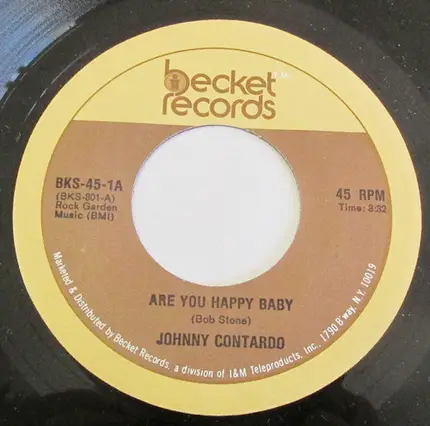 becket
records
BKS-45-1A
(BKS-801-A)
Rock Garden
Music (BMI)
45 RPM
Time: 3:32
ARE YOU HAPPY BABY
(Bob Stone)
JOHNNY CONTARDO
Marketed & Distributed by Becket Records, a division of I&M Teleproducts, Inc., 1790 B'way, N.Y. N.Y. 10019